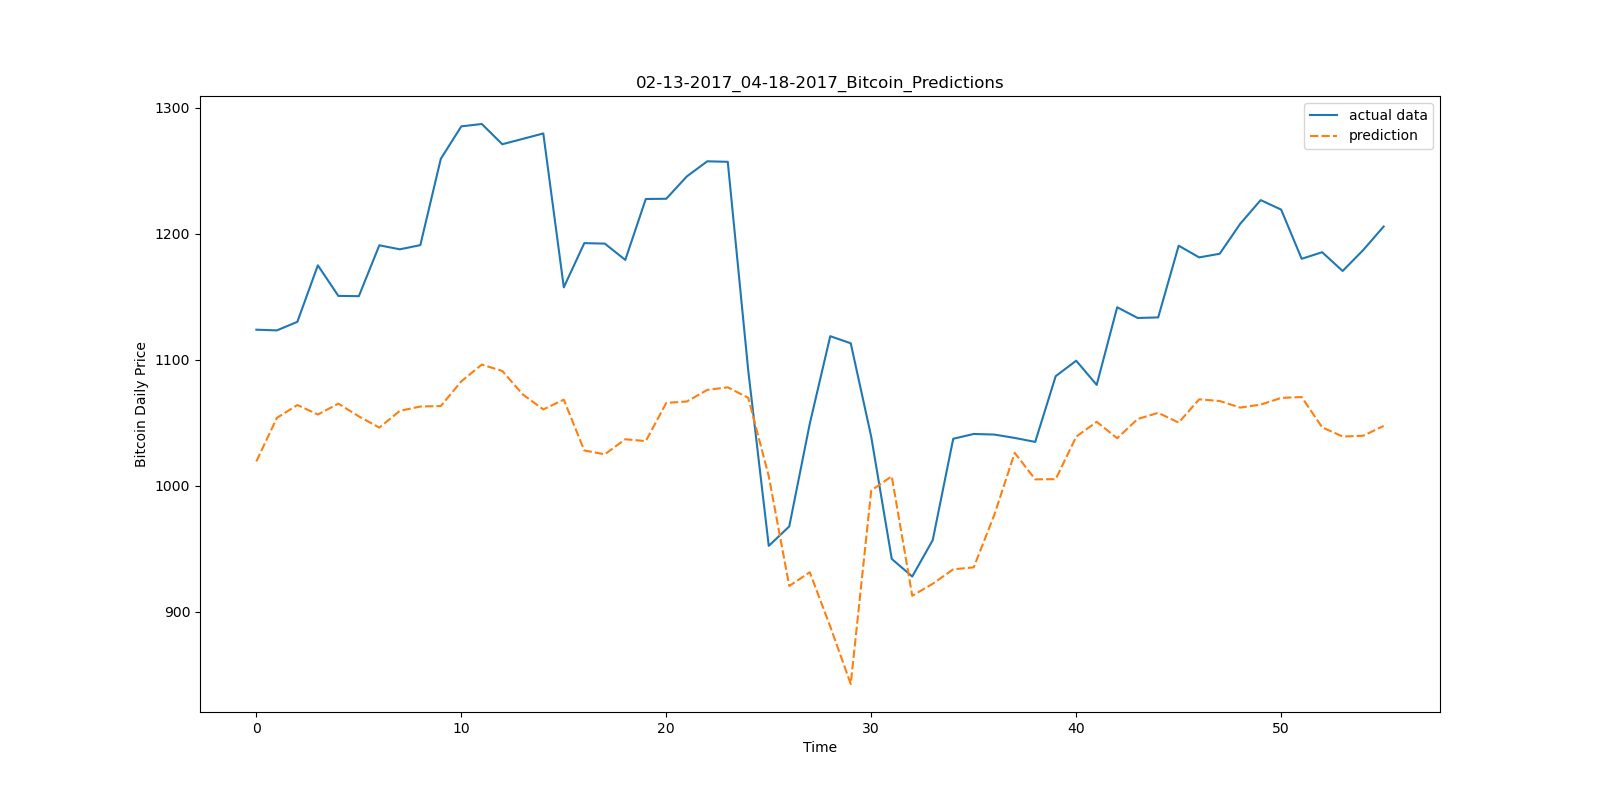 02-13-2017_04-18-2017_Bitcoin_Predictions
actual data
prediction
Bitcoin Daily Price
1300
1200
1100
1000
900
0 10 20 30 40 50
Time